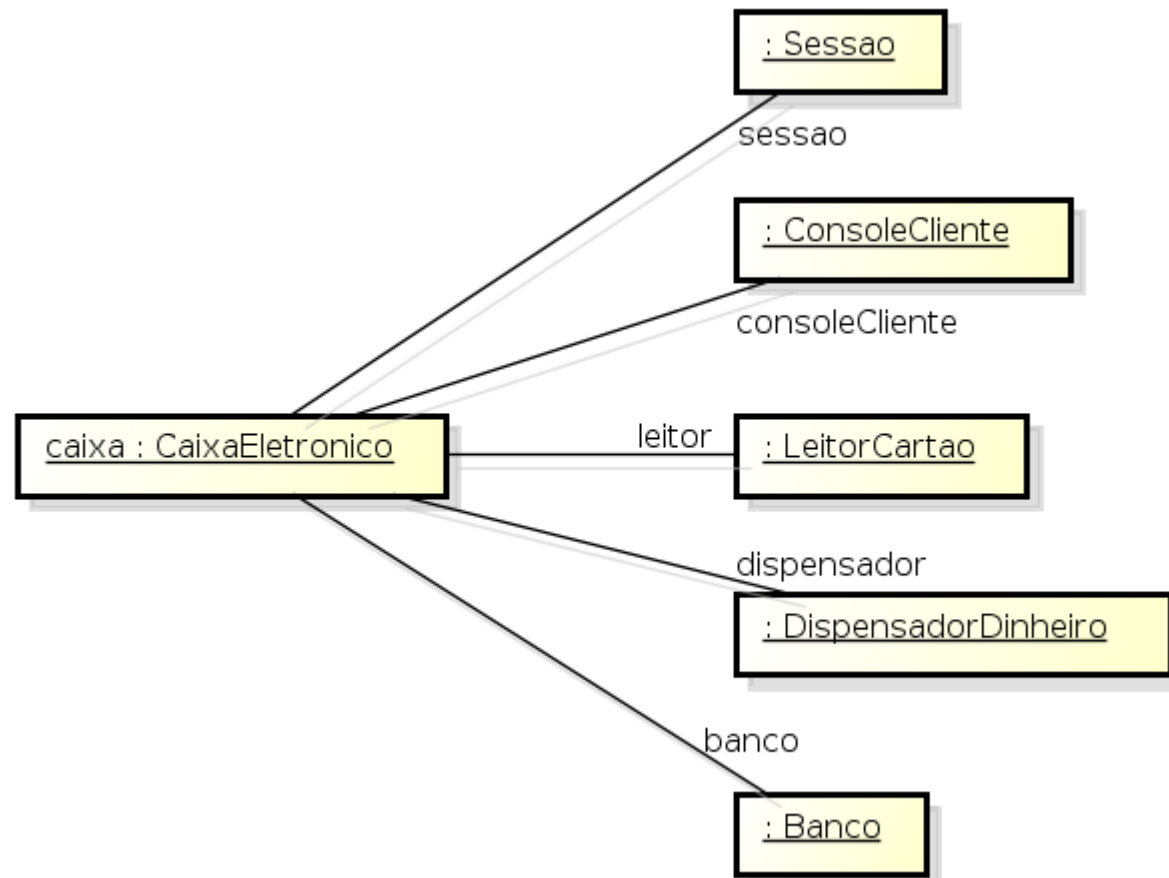 : Sessao
sessao
: ConsoleCliente
consoleCliente
caixa : CaixaEletronico
leitor
: LeitorCartao
dispensador
: DispensadorDinheiro
banco
: Banco